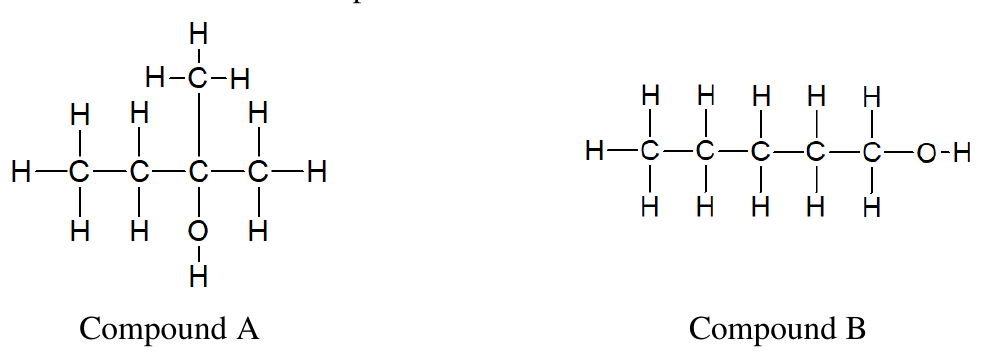 H
H–C–H
H H H
H–C–C–C–C–H
H H O H
H
Compound A
H H H H H
H–C–C–C–C–C–O-H
H H H H H
Compound B